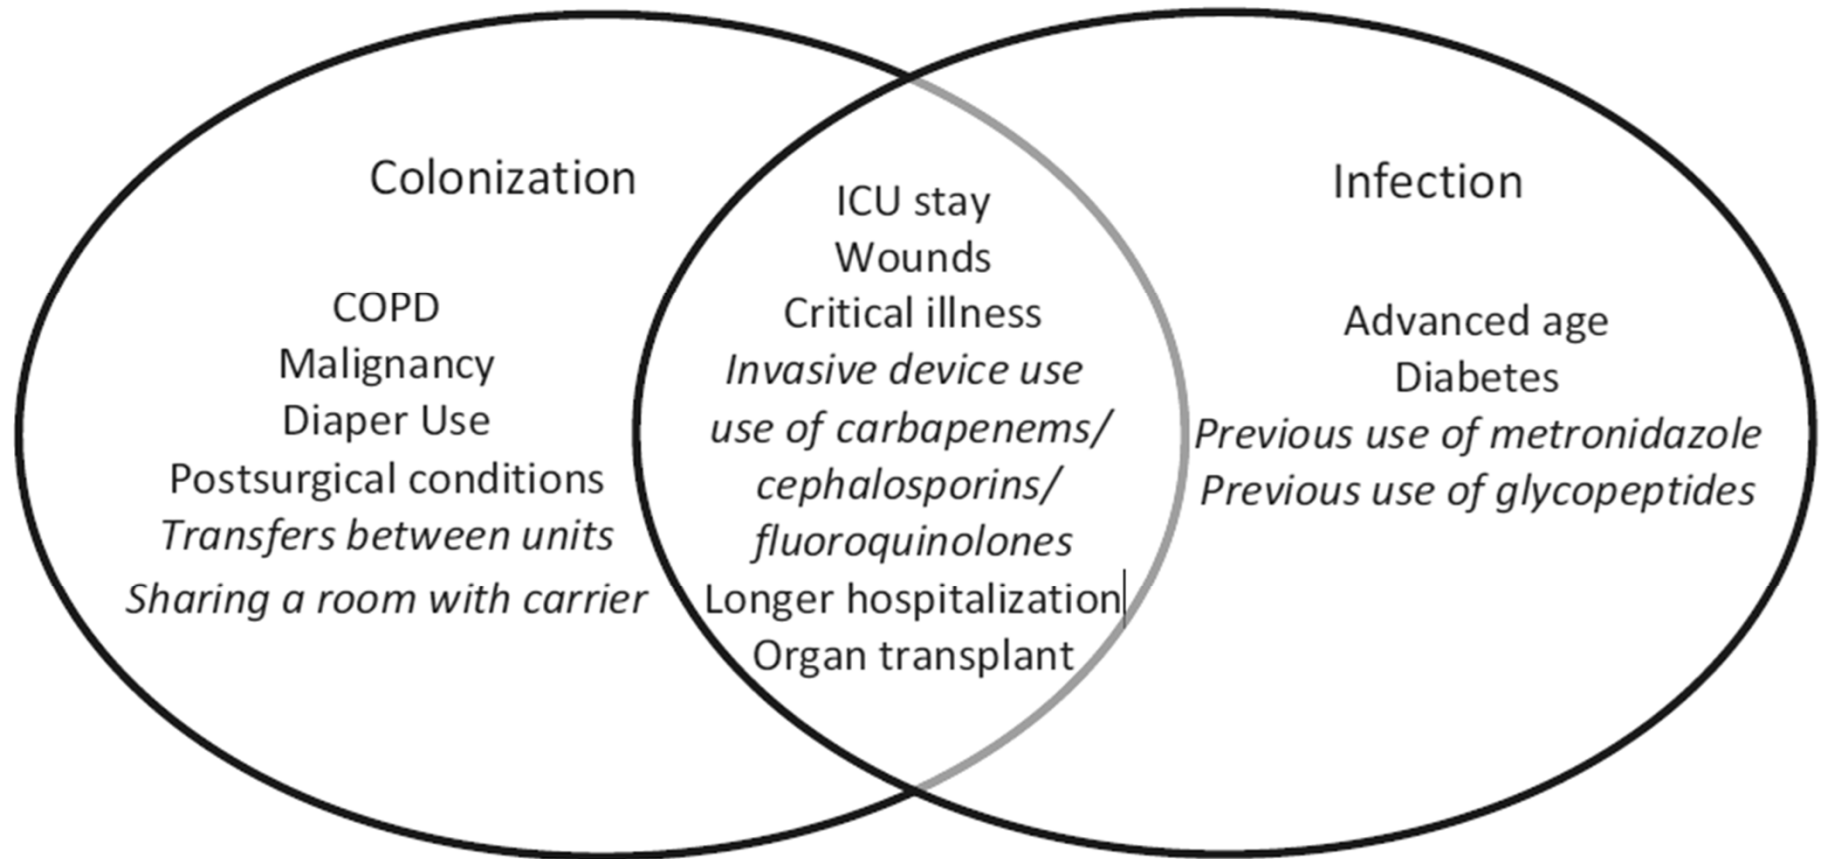 Colonization
COPD
Malignancy
Diaper Use
Postsurgical conditions
Transfers between units
Sharing a room with carrier
ICU stay
Wounds
Critical illness
Invasive device use
use of carbapenems/
cephalosporins/
fluoroquinolones
Longer hospitalization
Organ transplant
Infection
Advanced age
Diabetes
Previous use of metronidazole
Previous use of glycopeptides